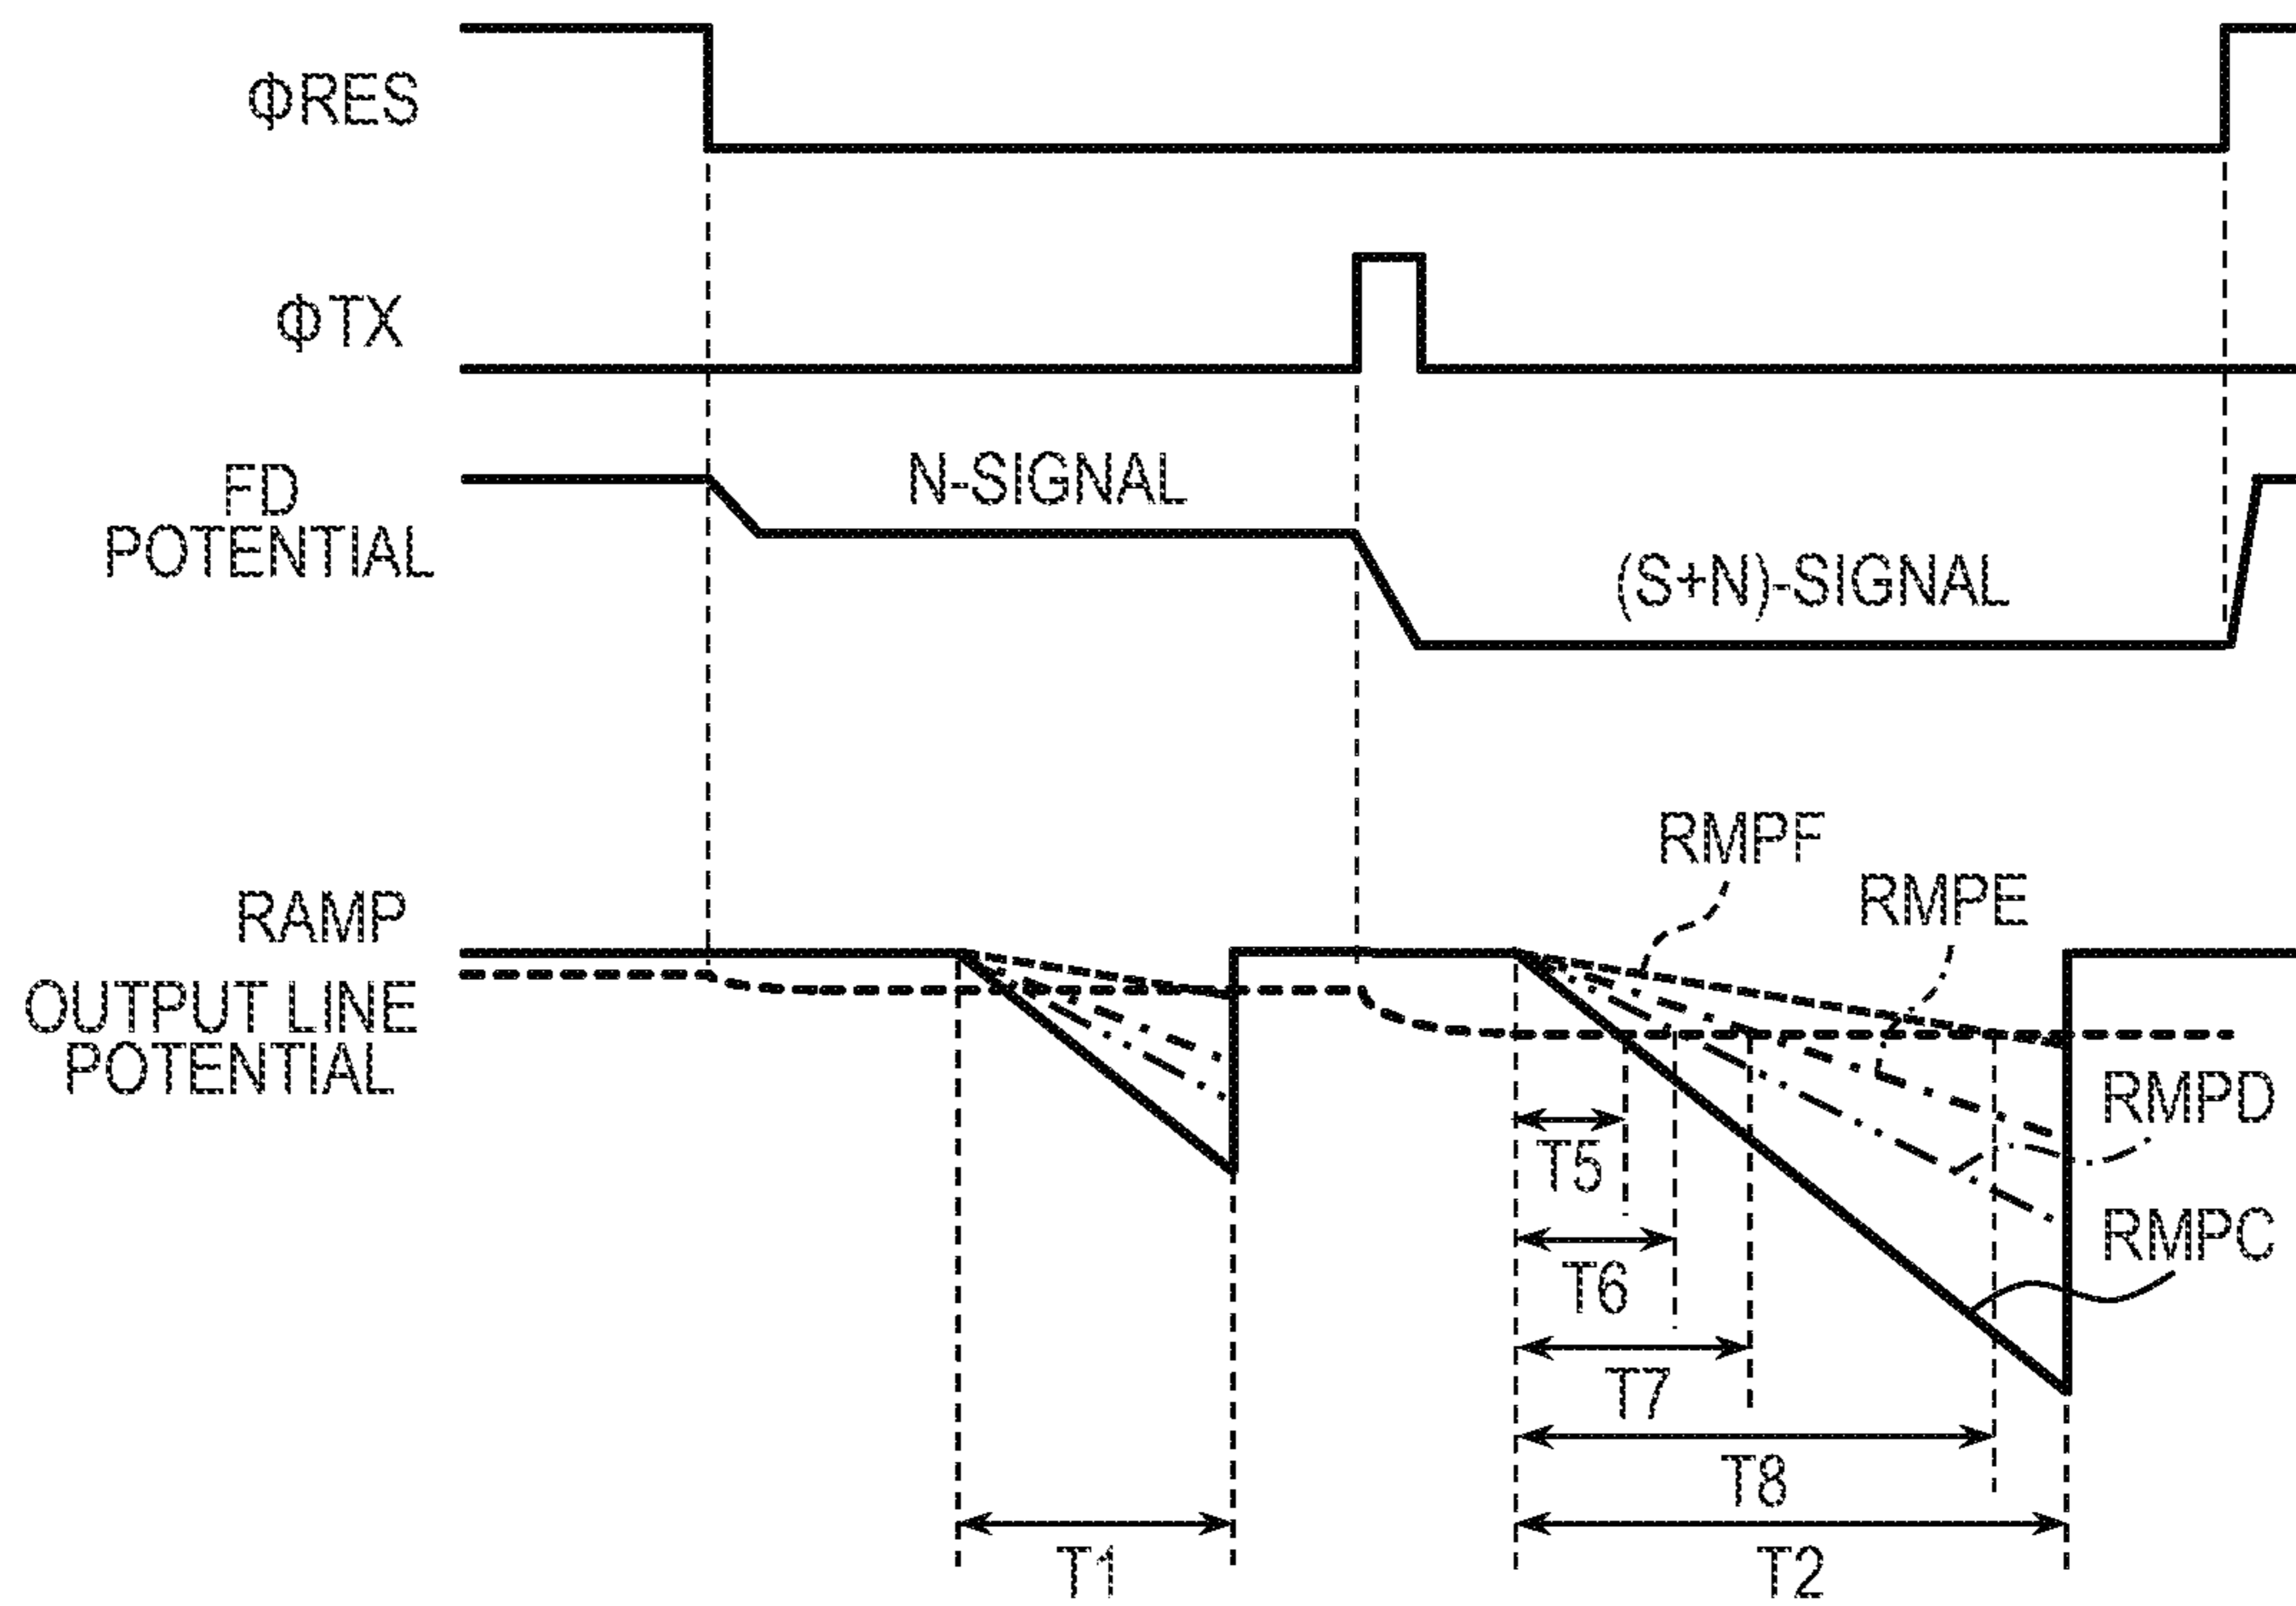 ΦRES
ΦTX
FD
POTENTIAL
N-SIGNAL
(S+N)-SIGNAL
RMPF
RMPE
RAMP
OUTPUT LINE
POTENTIAL
RMPD
T5
RMPC
T6
T7
T8
T1
T2